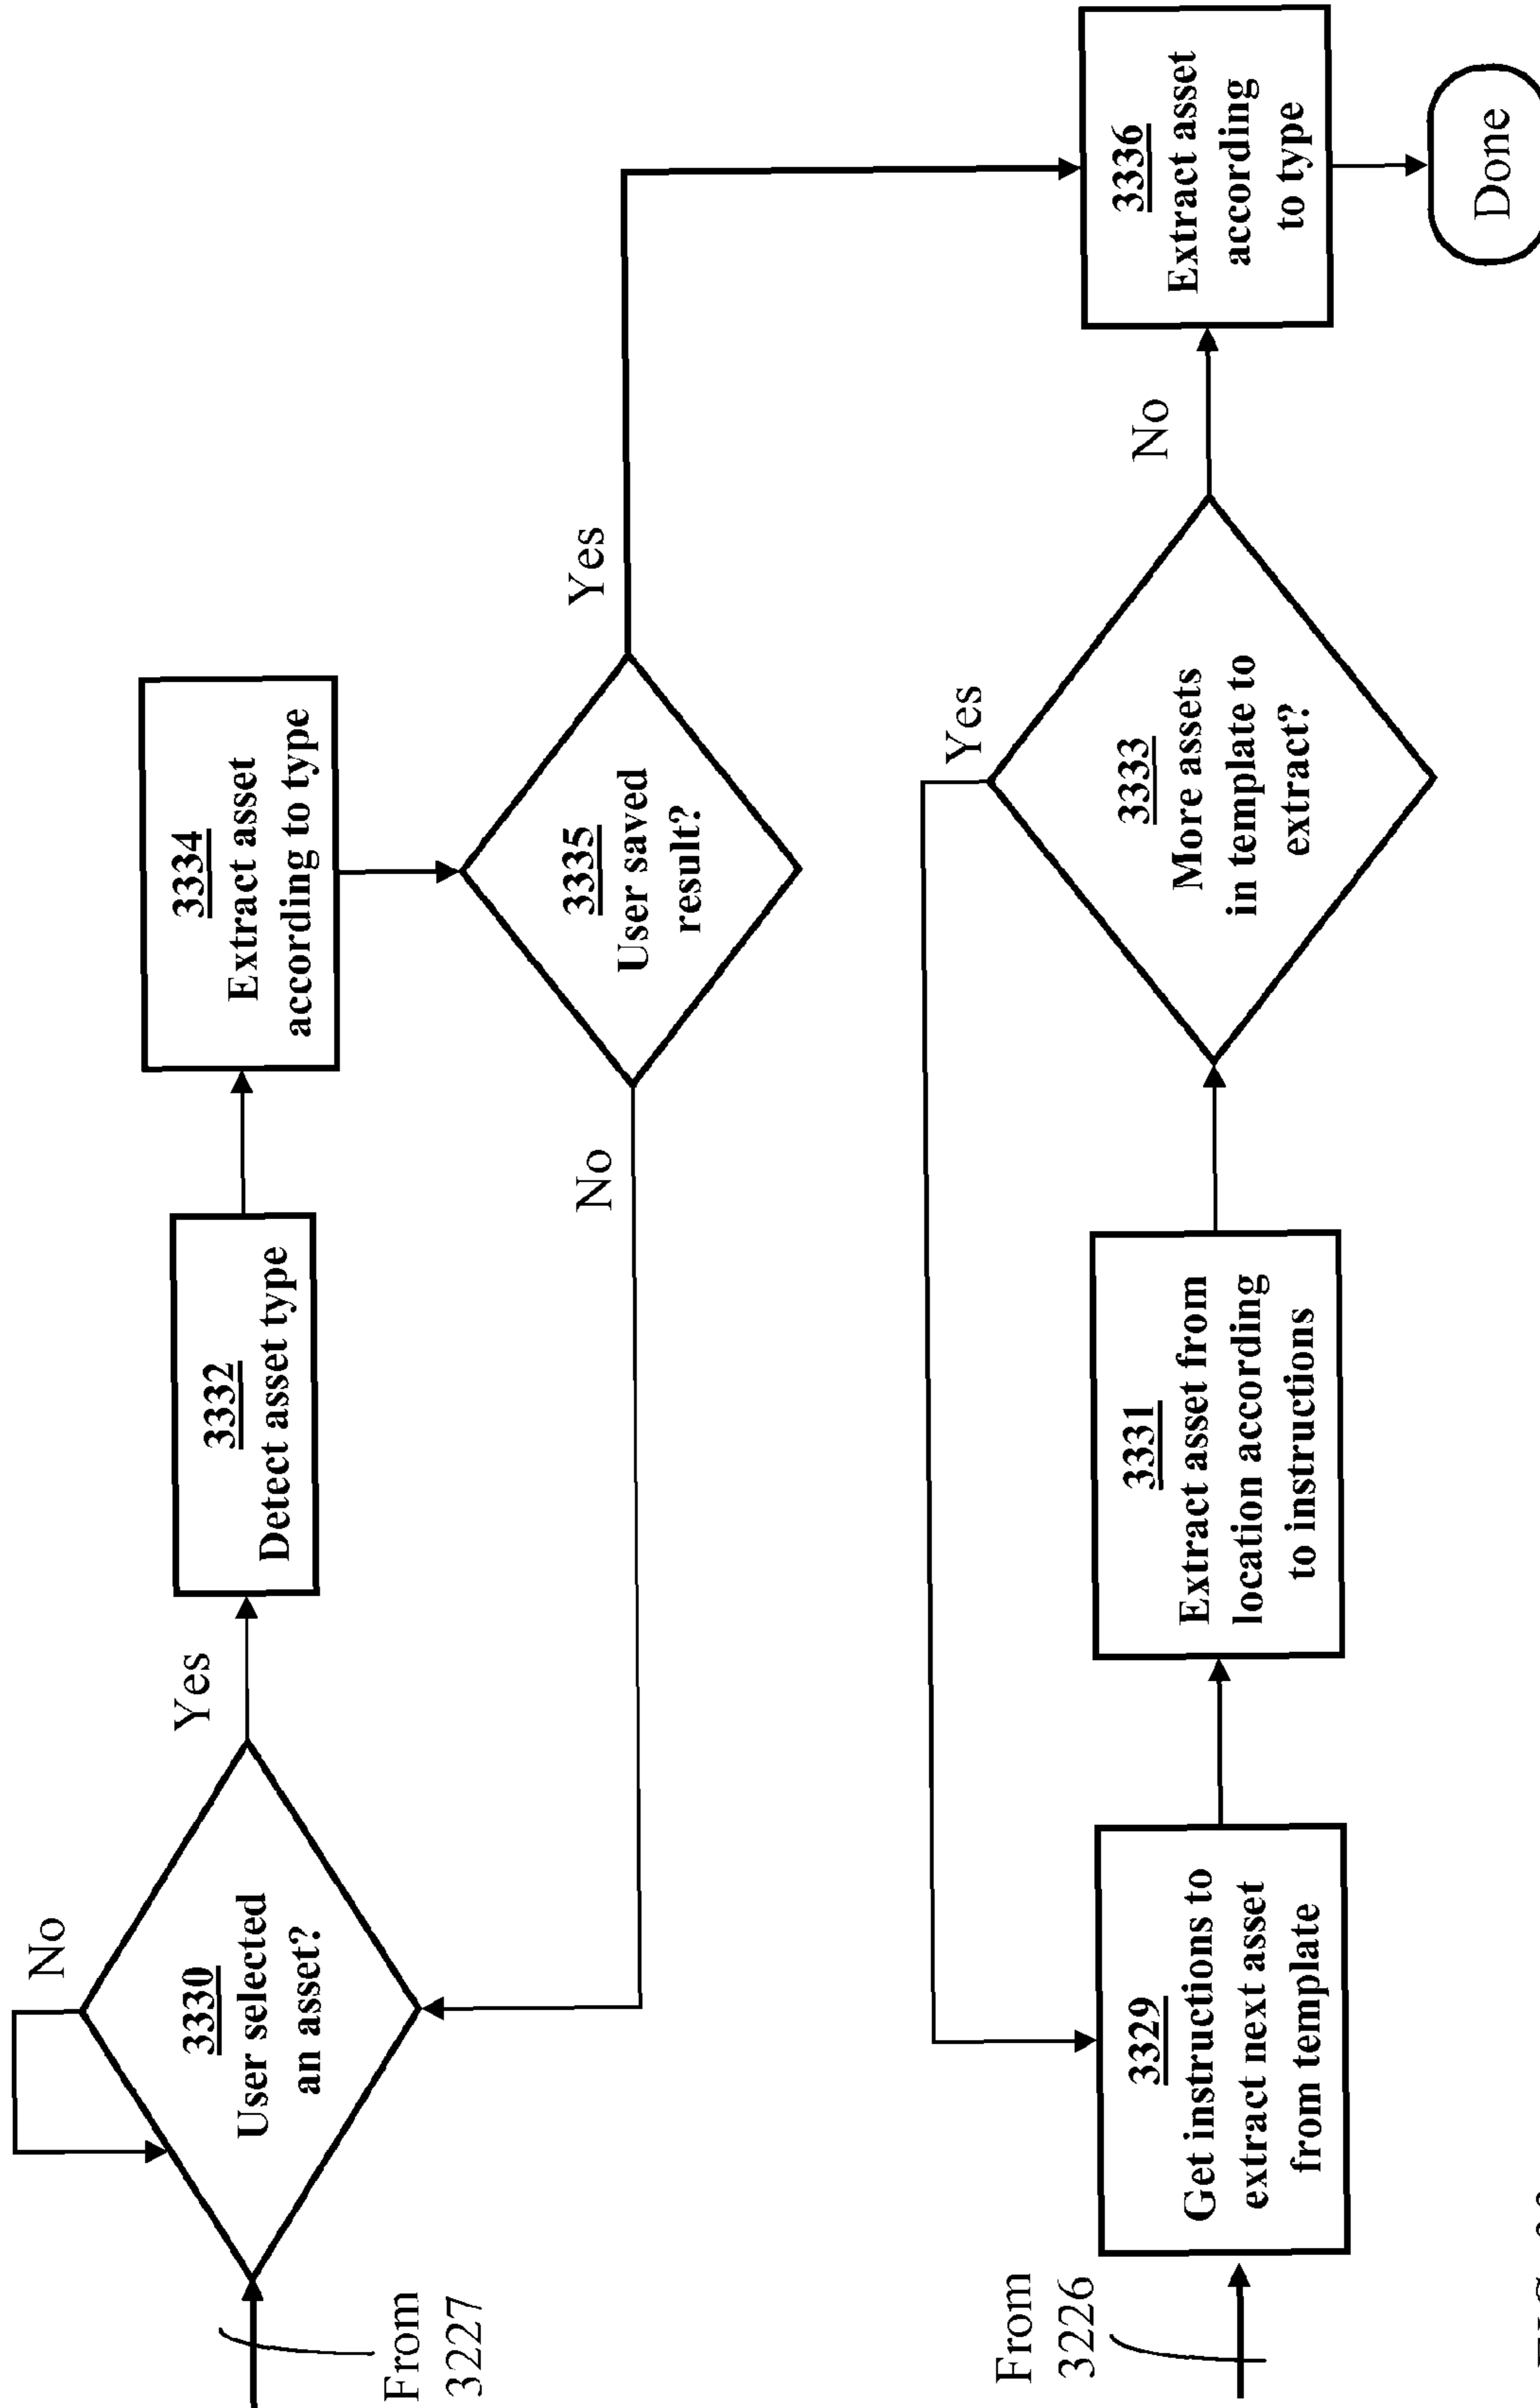 From
3227
3330
User selected
an asset?
No
Yes
3332
Detect asset type
3334
Extract asset
according to type
3335
User saved
result?
No
Yes
From
3226
3329
Get instructions to
extract next asset
from template
3331
Extract asset from
location according
to instructions
3333
More assets
in template to
extract?
Yes
No
3336
Extract asset
according
to type
Done